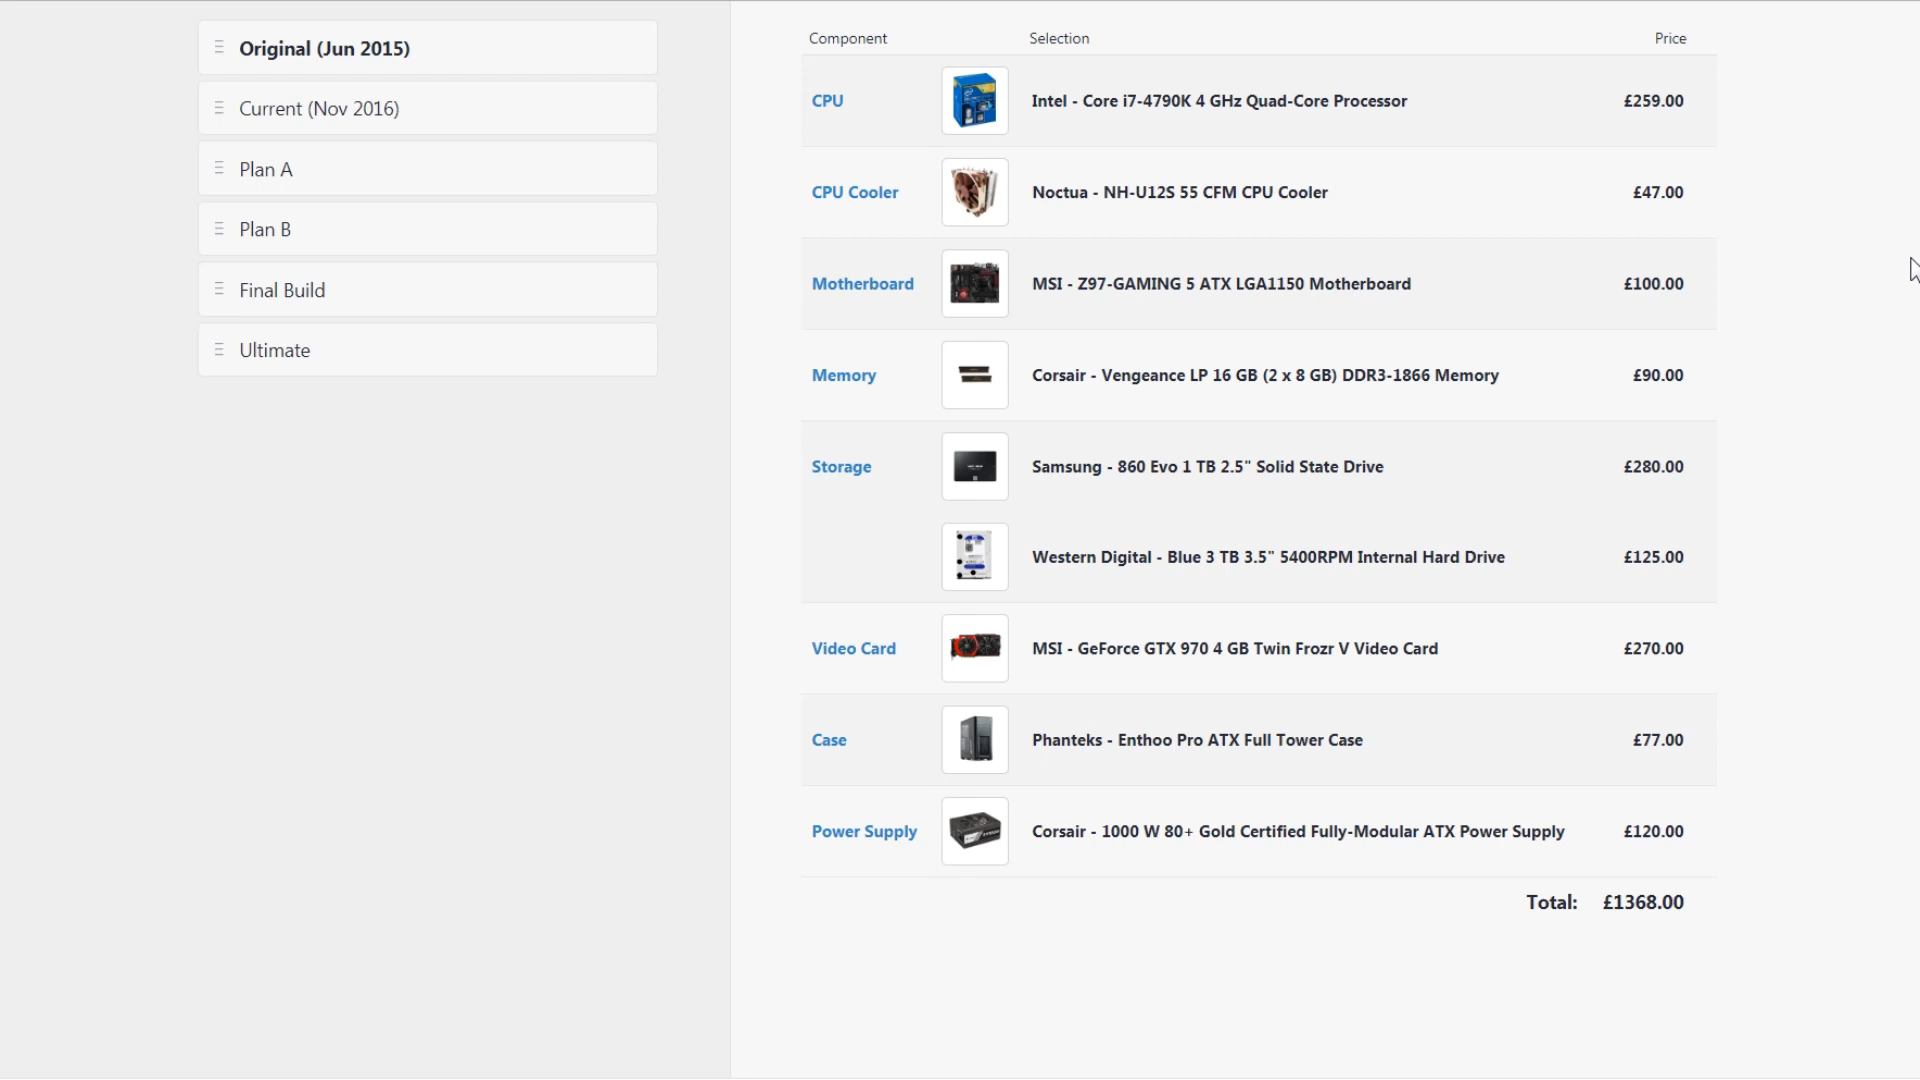 Original (Jun 2015)
Current (Nov 2016)
Plan A
Plan B
Final Build
Ultimate
Component Selection Price
CPU Intel - Core i7-4790K 4 GHz Quad-Core Processor £259.00
CPU Cooler Noctua - NH-U12S 55 CFM CPU Cooler £47.00
Motherboard MSI - Z97-GAMING 5 ATX LGA1150 Motherboard £100.00
Memory Corsair - Vengeance LP 16 GB (2 x 8 GB) DDR3-1866 Memory £90.00
Storage Samsung - 860 Evo 1 TB 2.5" Solid State Drive £280.00
Western Digital - Blue 3 TB 3.5" 5400RPM Internal Hard Drive £125.00
Video Card MSI - GeForce GTX 970 4 GB Twin Frozr V Video Card £270.00
Case Phanteks - Enthoo Pro ATX Full Tower Case £77.00
Power Supply Corsair - 1000 W 80+ Gold Certified Fully-Modular ATX Power Supply £120.00
Total: £1368.00